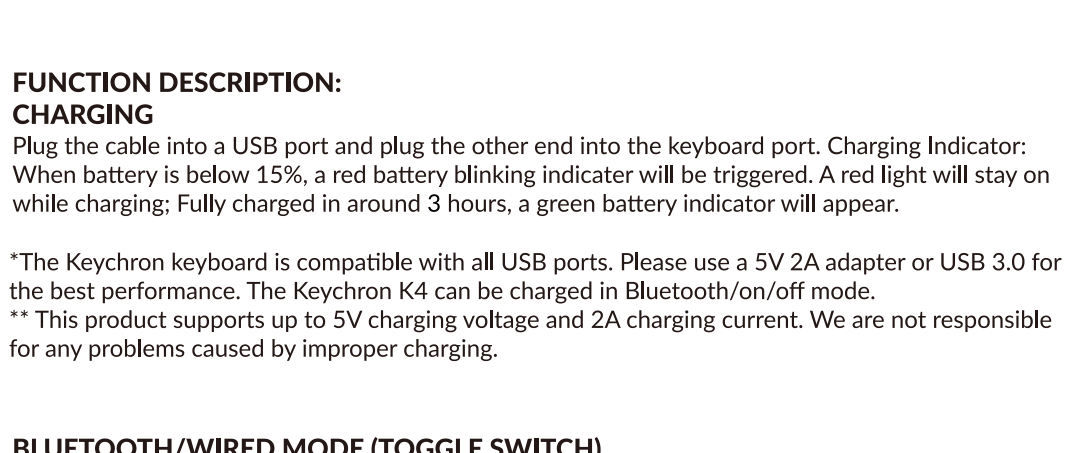 FUNCTION DESCRIPTION:
CHARGING
Plug the cable into a USB port and plug the other end into the keyboard port. Charging Indicator:
When battery is below 15%, a red battery blinking indicater will be triggered. A red light will stay on
while charging; Fully charged in around 3 hours, a green battery indicator will appear.
*The Keychron keyboard is compatible with all USB ports. Please use a 5V 2A adapter or USB 3.0 for
the best performance. The Keychron K4 can be charged in Bluetooth/on/off mode.
** This product supports up to 5V charging voltage and 2A charging current. We are not responsible
for any problems caused by improper charging.
BLUETOOTH/WIRED MODE (TOGGLE SWITCH)